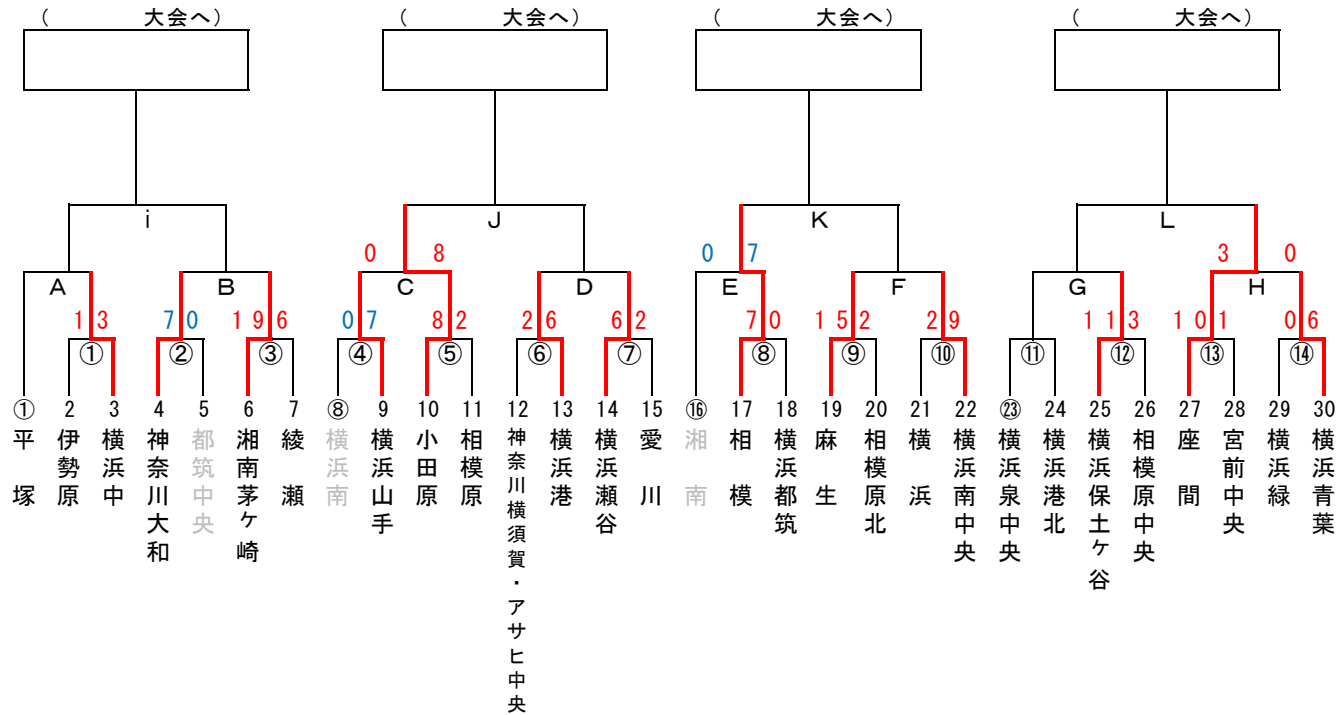 (　　　大会へ)　(　　　大会へ)　(　　　大会へ)　(　　　大会へ)
i　J　K　L
0　8　0　7　3　0
A　B　C　D　E　F　G　H
1 3　7 0　1 9 6　0 7　8 2　2 6　6 2　7 0　1 5 2　2 9　1 1 3　1 0 1　0 6
①　②　③　④　⑤　⑥　⑦　⑧　⑨　⑩　⑪　⑫　⑬　⑭
① 平塚
2 伊勢原
3 横浜中
4 神奈川大和
5 都筑中央
6 湘南茅ヶ崎
7 綾瀬
⑧ 横浜南
9 横浜山手
10 小田原
11 相模原
12 神奈川横須賀・アサヒ中央
13 横浜港
14 横浜瀬谷
15 愛川
⑯ 湘南
17 相模
18 横浜都筑
19 麻生
20 相模原北
21 横浜
22 横浜南中央
㉓ 横浜泉中央
24 横浜港北
25 横浜保土ケ谷
26 相模原中央
27 座間
28 宮前中央
29 横浜緑
30 横浜青葉